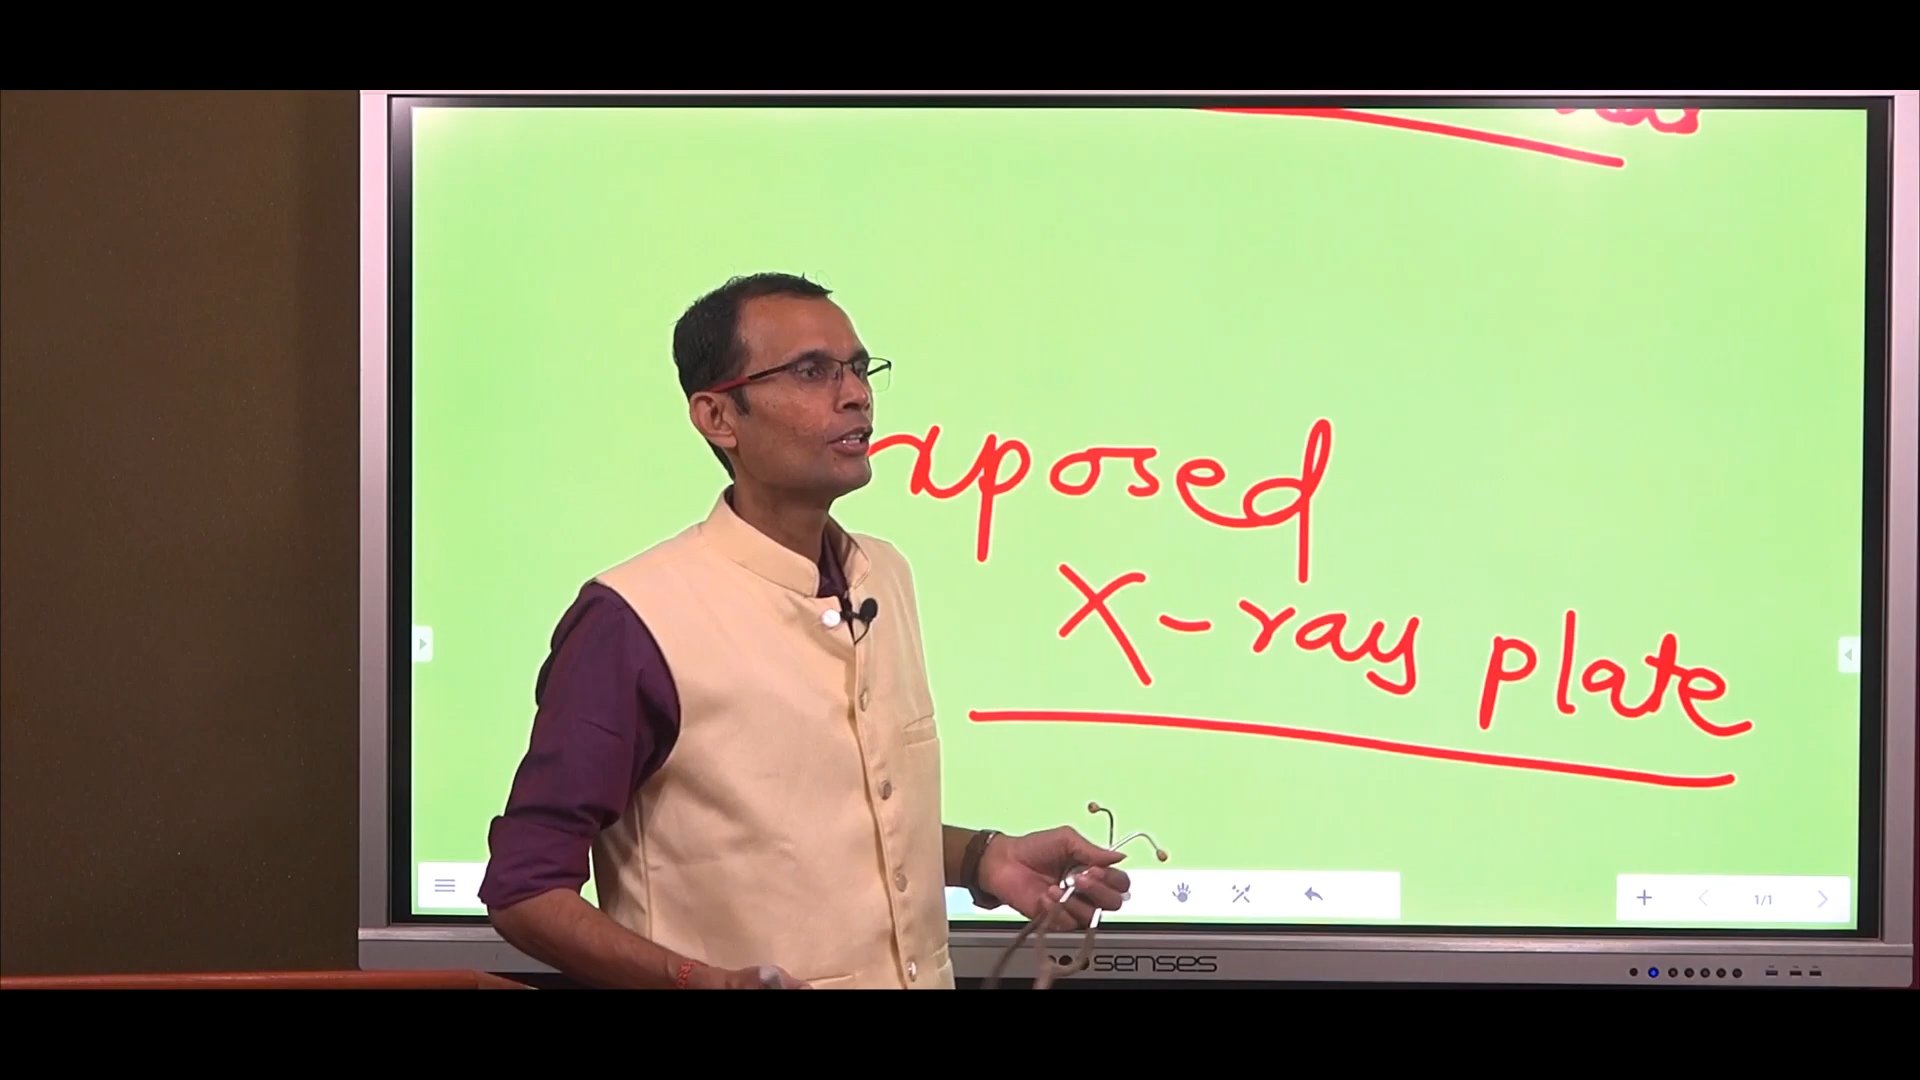 xposed
X-ray plate
1/1
senses